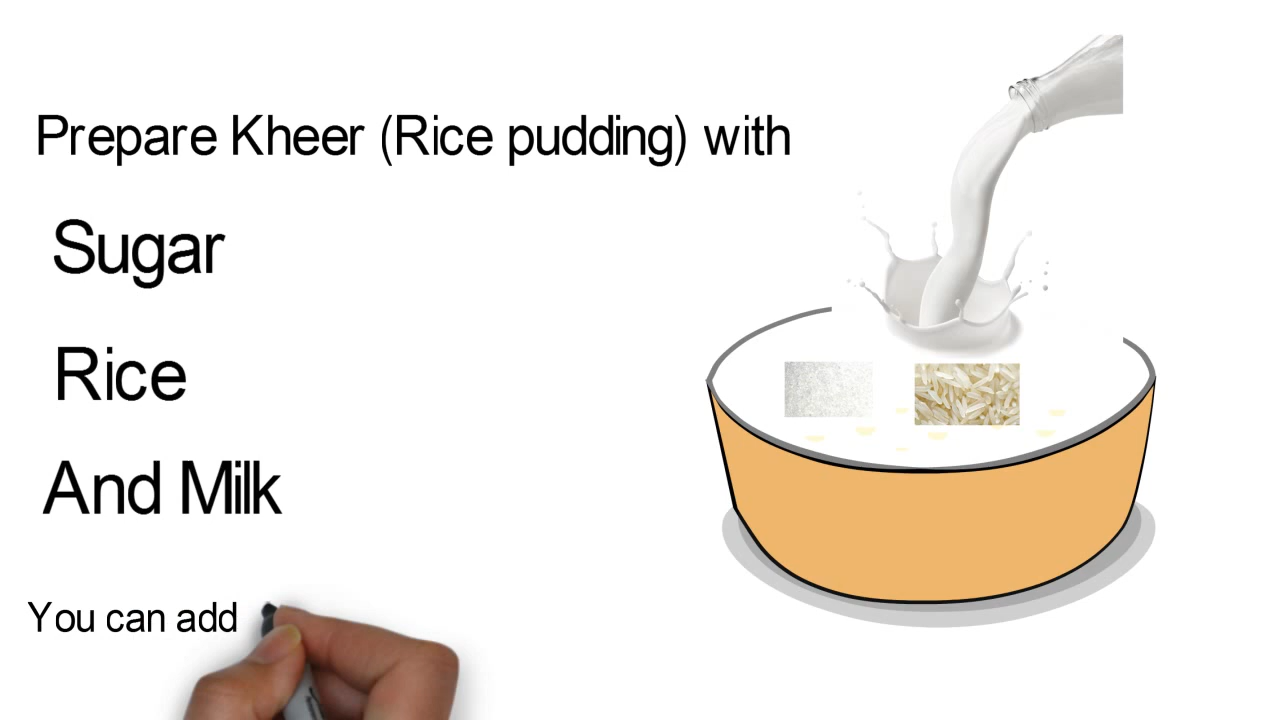 Prepare Kheer (Rice pudding) with
Sugar
Rice
And Milk
You can add